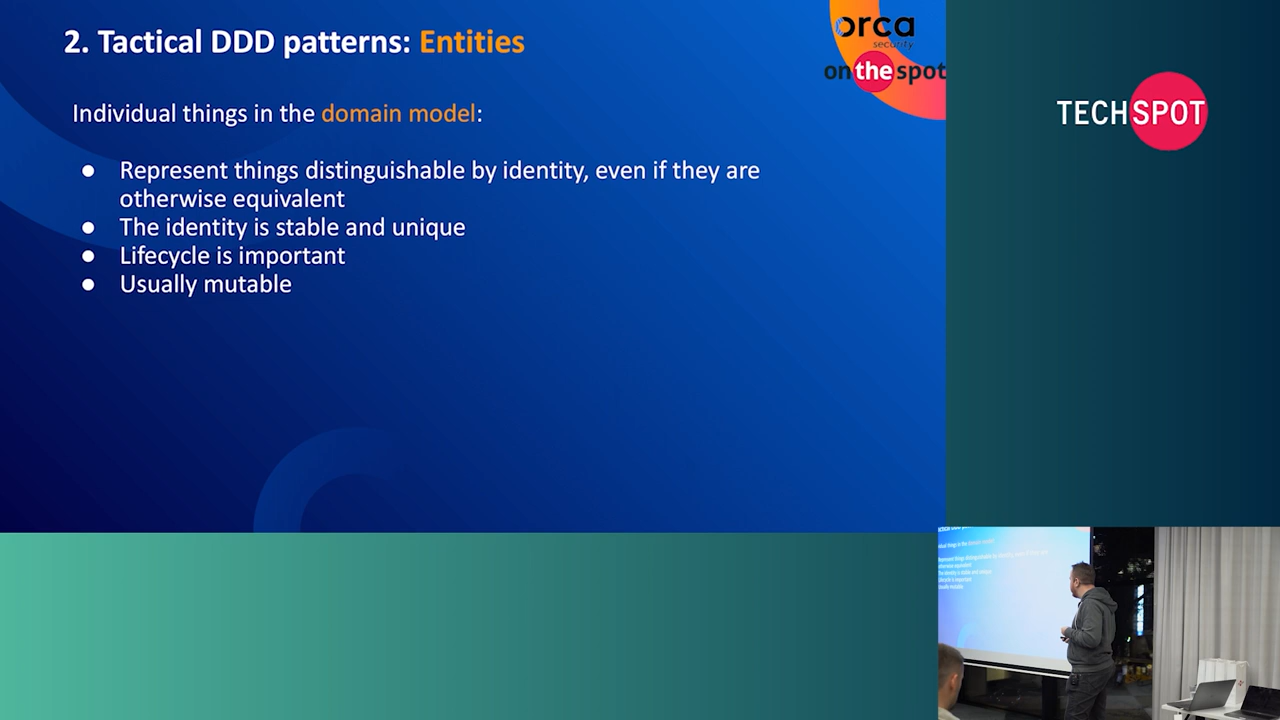 2. Tactical DDD patterns: Entities
orca
security
on the spot
TECHSPOT
Individual things in the domain model:
● Represent things distinguishable by identity, even if they are
otherwise equivalent
● The identity is stable and unique
● Lifecycle is important
● Usually mutable